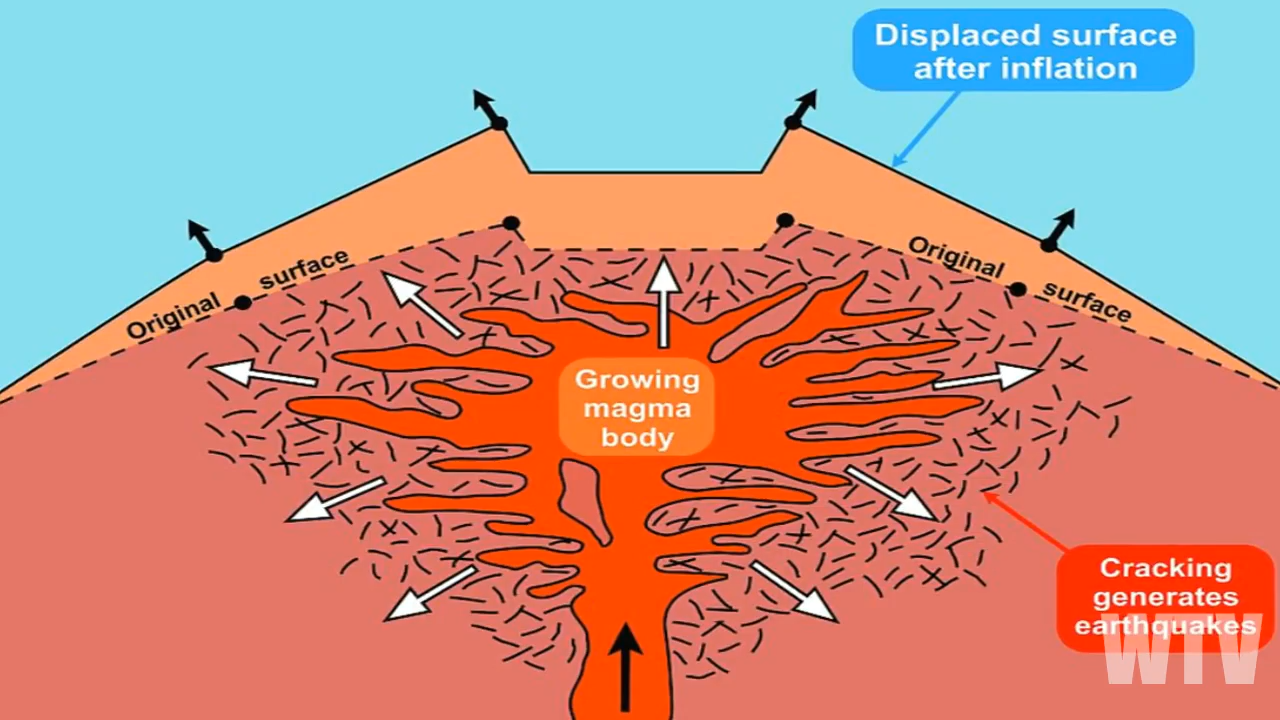 Displaced surface
after inflation
Original surface
Original surface
Growing
magma
body
Cracking
generates
earthquakes
WTV